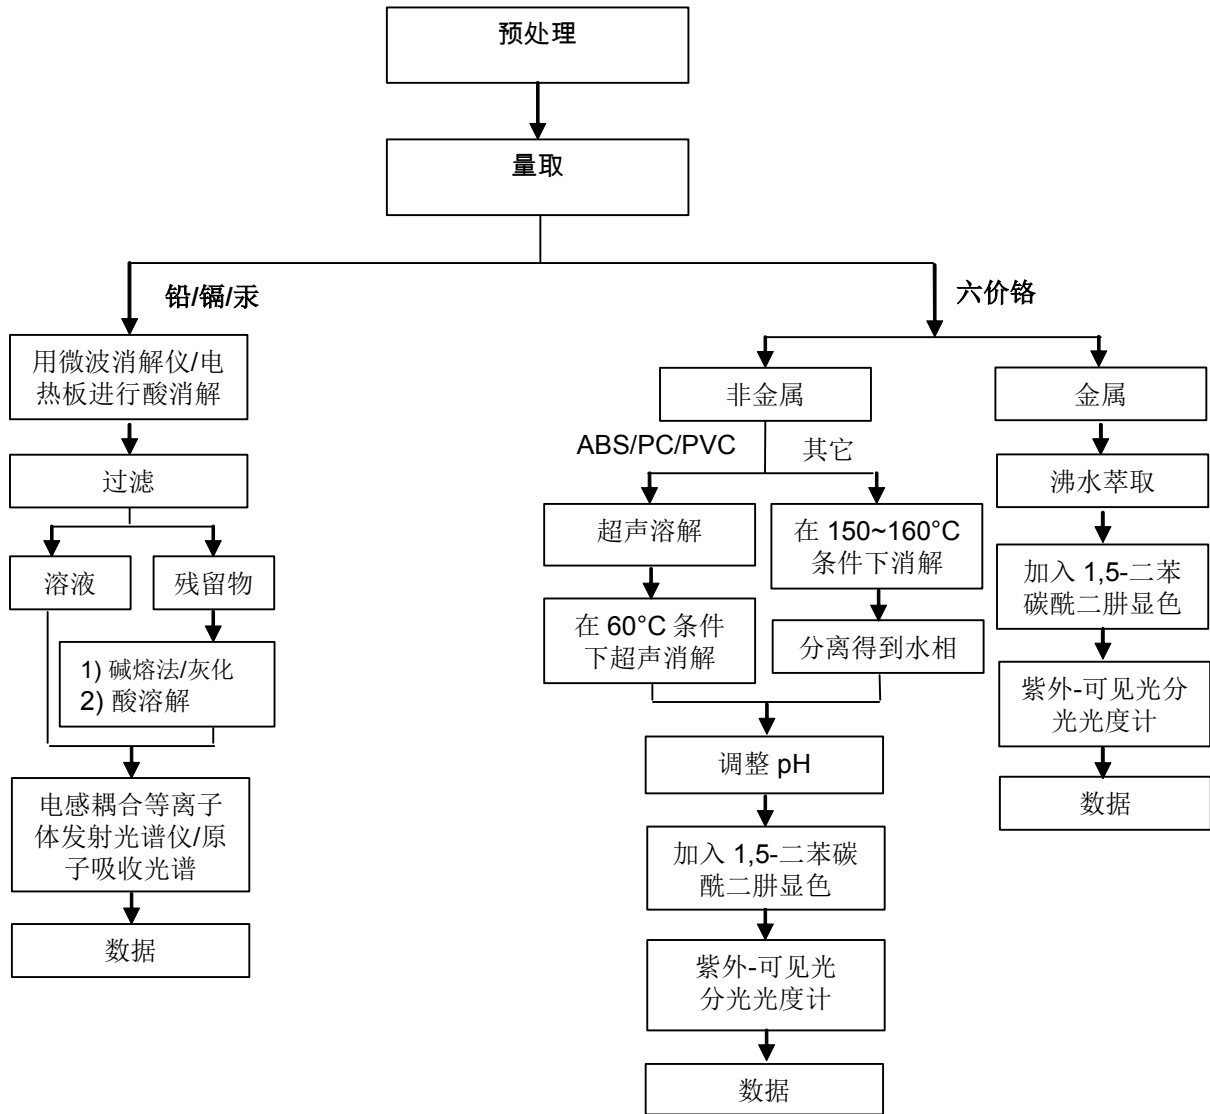 预处理
量取
铅/镉/汞
六价铬
用微波消解仪/电
热板进行酸消解
过滤
溶液
残留物
1) 碱熔法/灰化
2) 酸溶解
电感耦合等离子
体发射光谱仪/原
子吸收光谱
数据
非金属
ABS/PC/PVC
其它
超声溶解
在 60°C 条件
下超声消解
在 150~160°C
条件下消解
分离得到水相
调整 pH
加入 1,5-二苯碳
酰二肼显色
紫外-可见光
分光光度计
数据
金属
沸水萃取
加入 1,5-二苯
碳酰二肼显色
紫外-可见光分
光光度计
数据